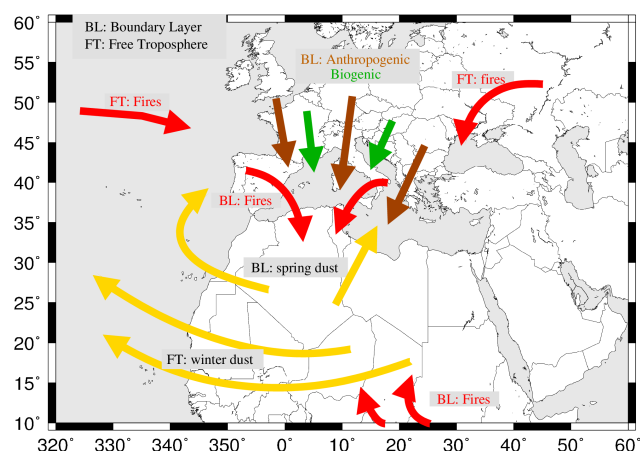 60°
BL: Boundary Layer
FT: Free Troposphere
BL: Anthropogenic
Biogenic
55°
FT: fires
50°
FT: Fires
45°
40°
BL: Fires
35°
30°
BL: spring dust
25°
20°
FT: winter dust
15°
BL: Fires
10°
320° 330° 340° 350° 0° 10° 20° 30° 40° 50° 60°